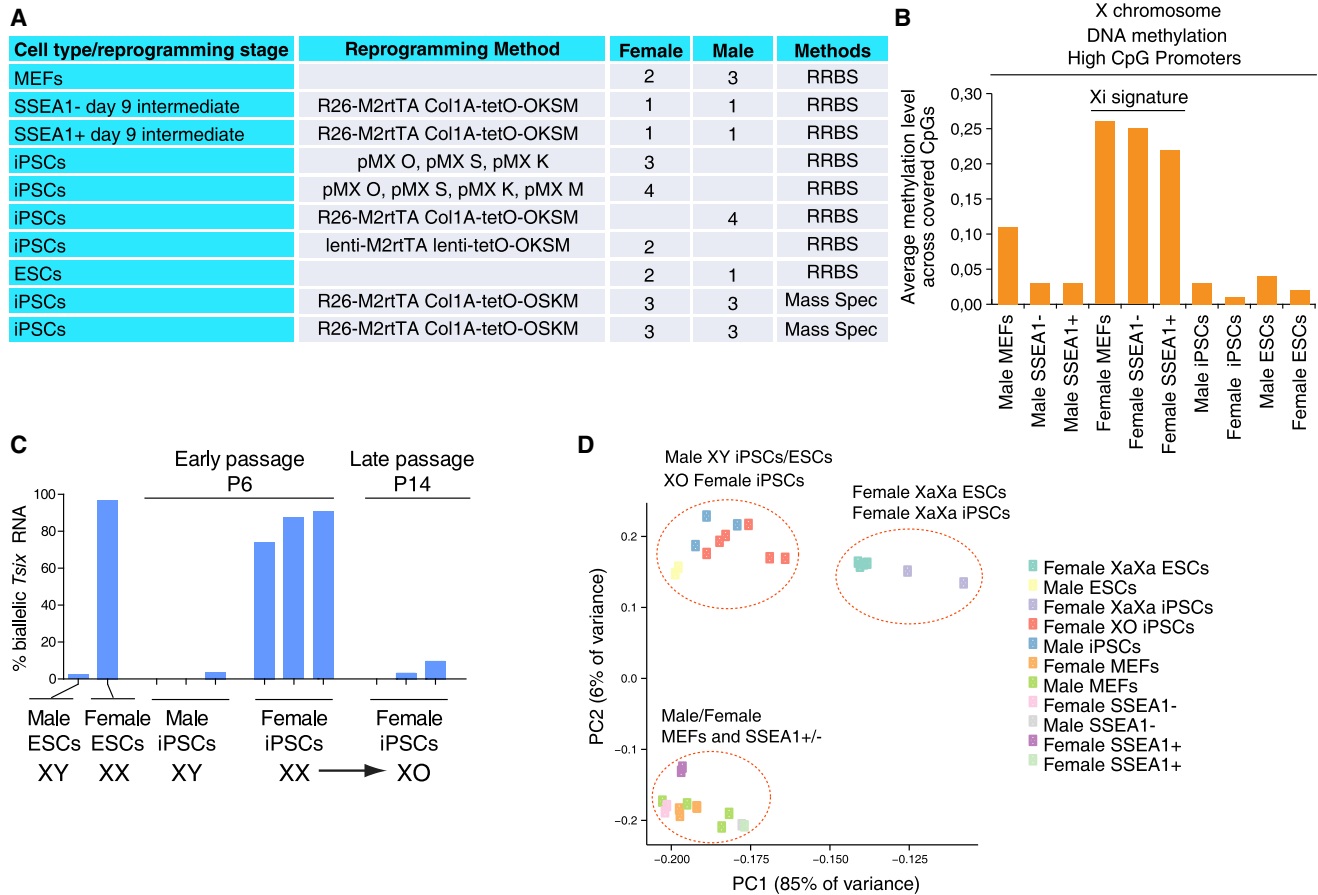 A
Cell type/reprogramming stage Reprogramming Method Female Male Methods
MEFs 2 3 RRBS
SSEA1- day 9 intermediate R26-M2rtTA Col1A-tetO-OKSM 1 1 RRBS
SSEA1+ day 9 intermediate R26-M2rtTA Col1A-tetO-OKSM 1 1 RRBS
iPSCs pMX O, pMX S, pMX K 3 RRBS
iPSCs pMX O, pMX S, pMX K, pMX M 4 RRBS
iPSCs R26-M2rtTA Col1A-tetO-OKSM 4 RRBS
iPSCs lenti-M2rtTA lenti-tetO-OKSM 2 RRBS
ESCs 2 1 RRBS
iPSCs R26-M2rtTA Col1A-tetO-OSKM 3 3 Mass Spec
iPSCs R26-M2rtTA Col1A-tetO-OSKM 3 3 Mass Spec
B
X chromosome
DNA methylation
High CpG Promoters
Xi signature
Average methylation level
across covered CpGs
0,30
0,25
0,20
0,15
0,10
0,05
0,00
Male MEFs
Male SSEA1-
Male SSEA1+
Female MEFs
Female SSEA1-
Female SSEA1+
Male iPSCs
Female iPSCs
Male ESCs
Female ESCs
C
Early passage
P6
Late passage
P14
% biallelic Tsix RNA
100
80
60
40
20
0
Male
ESCs
XY
Female
ESCs
XX
Male
iPSCs
XY
Female
iPSCs
XX
Female
iPSCs
XO
D
Male XY iPSCs/ESCs
XO Female iPSCs
Female XaXa ESCs
Female XaXa iPSCs
Male/Female
MEFs and SSEA1+/-
PC2 (6% of variance)
0.2
0.1
0.0
−0.1
−0.2
−0.200
−0.175
−0.150
−0.125
PC1 (85% of variance)
Female XaXa ESCs
Male ESCs
Female XaXa iPSCs
Female XO iPSCs
Male iPSCs
Female MEFs
Male MEFs
Female SSEA1-
Male SSEA1-
Female SSEA1+
Female SSEA1+